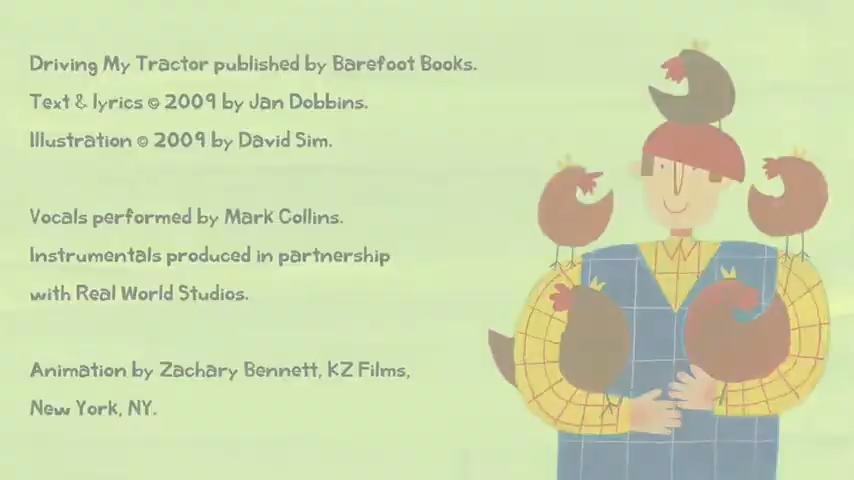 Driving My Tractor published by Barefoot Books.
Text & lyrics © 2009 by Jan Dobbins.
Illustration © 2009 by David Sim.
Vocals performed by Mark Collins.
Instrumentals produced in partnership
with Real World Studios.
Animation by Zachary Bennett, KZ Films,
New York, NY.